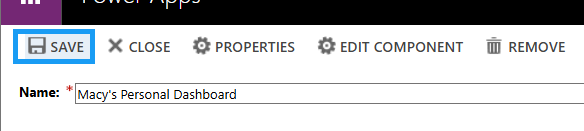 Power Apps
SAVE CLOSE PROPERTIES EDIT COMPONENT REMOVE
Name: * Macy's Personal Dashboard